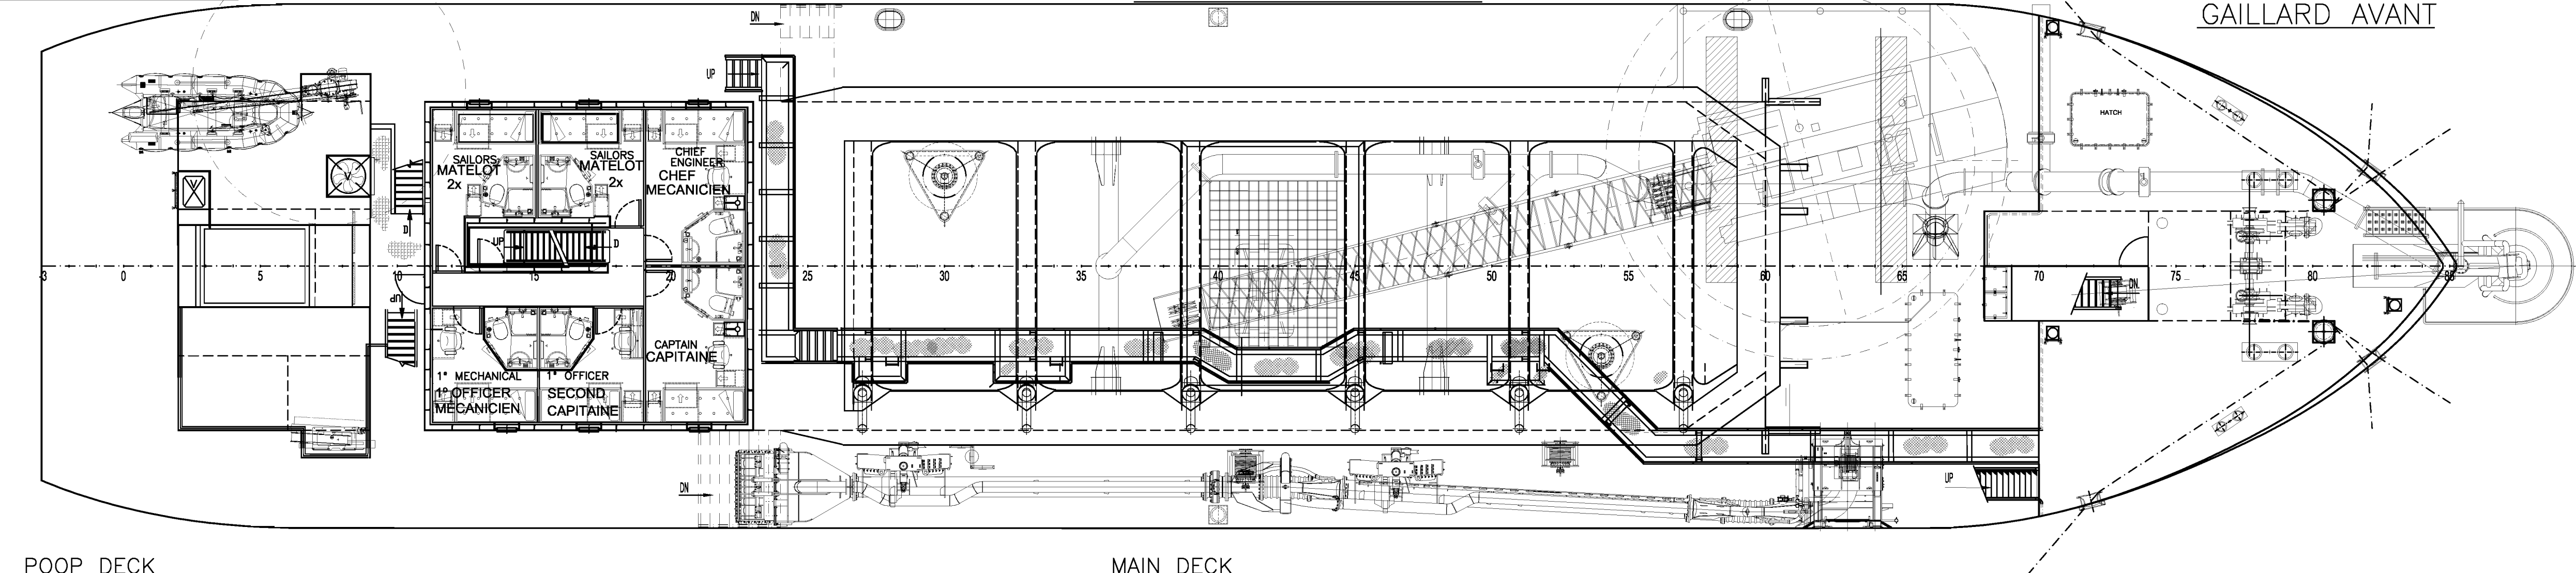 GAILLARD AVANT
DN
UP
HATCH
SAILORS
MATELOT
2x
SAILORS
MATELOT
2x
CHIEF
ENGINEER
CHEF
MECANICIEN
V
V
D
UP
D
-3 0 5 10 15 20 25 30 35 40 45 50 55 60 65 70 75 80 85
UP
DN.
CAPTAIN
CAPITAINE
1° MECHANICAL
1° OFFICER
MECANICIEN
1° OFFICER
SECOND
CAPITAINE
UP
DN
POOP DECK
MAIN DECK